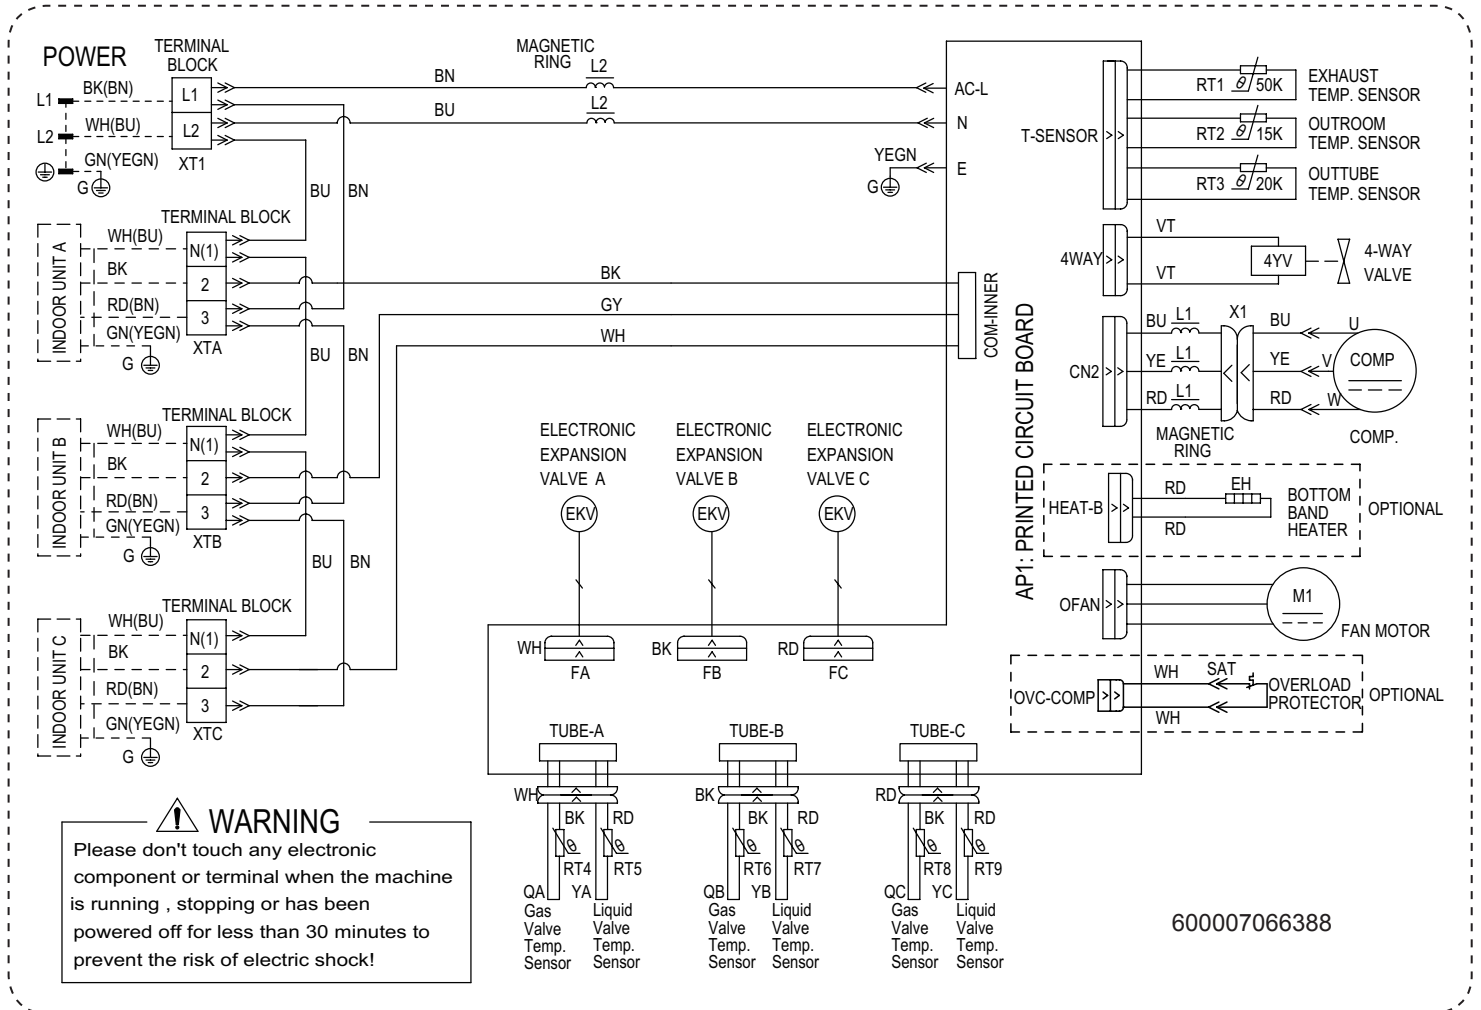 POWER
TERMINAL
BLOCK
MAGNETIC
RING
L1
BK(BN)
L1
BN
L2
AC-L
L2
WH(BU)
L2
BU
L2
N
GN(YEGN)
G
XT1
YEGN
G
E
BU
BN
T-SENSOR
RT1
θ
50K
EXHAUST
TEMP. SENSOR
RT2
θ
15K
OUTROOM
TEMP. SENSOR
RT3
θ
20K
OUTTUBE
TEMP. SENSOR
TERMINAL BLOCK
INDOOR UNIT A
WH(BU)
N(1)
BK
2
RD(BN)
3
GN(YEGN)
G
XTA
BK
GY
WH
COM-INNER
4WAY
VT
VT
4YV
4-WAY
VALVE
BU
BN
AP1: PRINTED CIRCUIT BOARD
CN2
BU
L1
X1
BU
U
YE
L1
YE
V
COMP
RD
L1
RD
W
MAGNETIC
RING
COMP.
TERMINAL BLOCK
INDOOR UNIT B
WH(BU)
N(1)
BK
2
RD(BN)
3
GN(YEGN)
G
XTB
BU
BN
ELECTRONIC
EXPANSION
VALVE A
EKV
ELECTRONIC
EXPANSION
VALVE B
EKV
ELECTRONIC
EXPANSION
VALVE C
EKV
HEAT-B
RD
EH
RD
BOTTOM
BAND
HEATER
OPTIONAL
OFAN
M1
FAN MOTOR
TERMINAL BLOCK
INDOOR UNIT C
WH(BU)
N(1)
BK
2
RD(BN)
3
GN(YEGN)
G
XTC
WH
FA
BK
FB
RD
FC
OVC-COMP
WH
SAT
WH
OVERLOAD
PROTECTOR
OPTIONAL
TUBE-A
WH
BK
RD
θ
RT4
θ
RT5
QA
Gas
Valve
Temp.
Sensor
YA
Liquid
Valve
Temp.
Sensor
TUBE-B
BK
BK
RD
θ
RT6
θ
RT7
QB
Gas
Valve
Temp.
Sensor
YB
Liquid
Valve
Temp.
Sensor
TUBE-C
RD
BK
RD
θ
RT8
θ
RT9
QC
Gas
Valve
Temp.
Sensor
YC
Liquid
Valve
Temp.
Sensor
WARNING
Please don't touch any electronic
component or terminal when the machine
is running , stopping or has been
powered off for less than 30 minutes to
prevent the risk of electric shock!
600007066388